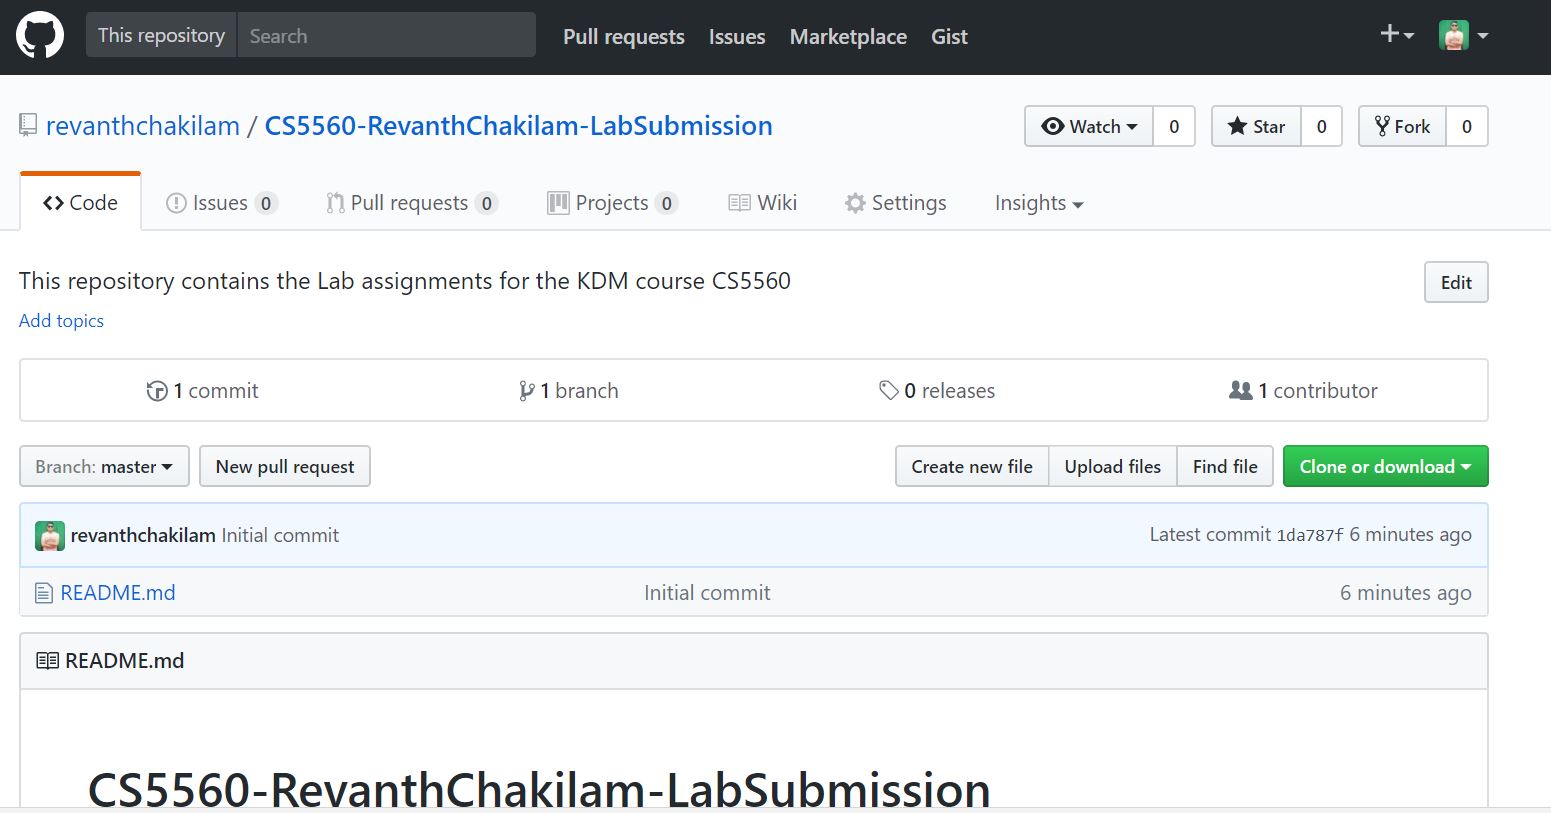 This repository Search Pull requests Issues Marketplace Gist
revanthchakilam / CS5560-RevanthChakilam-LabSubmission Watch 0 Star 0 Fork 0
Code Issues 0 Pull requests 0 Projects 0 Wiki Settings Insights
This repository contains the Lab assignments for the KDM course CS5560 Edit
Add topics
1 commit 1 branch 0 releases 1 contributor
Branch: master New pull request Create new file Upload files Find file Clone or download
revanthchakilam Initial commit Latest commit 1da787f 6 minutes ago
README.md Initial commit 6 minutes ago
README.md
CS5560-RevanthChakilam-LabSubmission